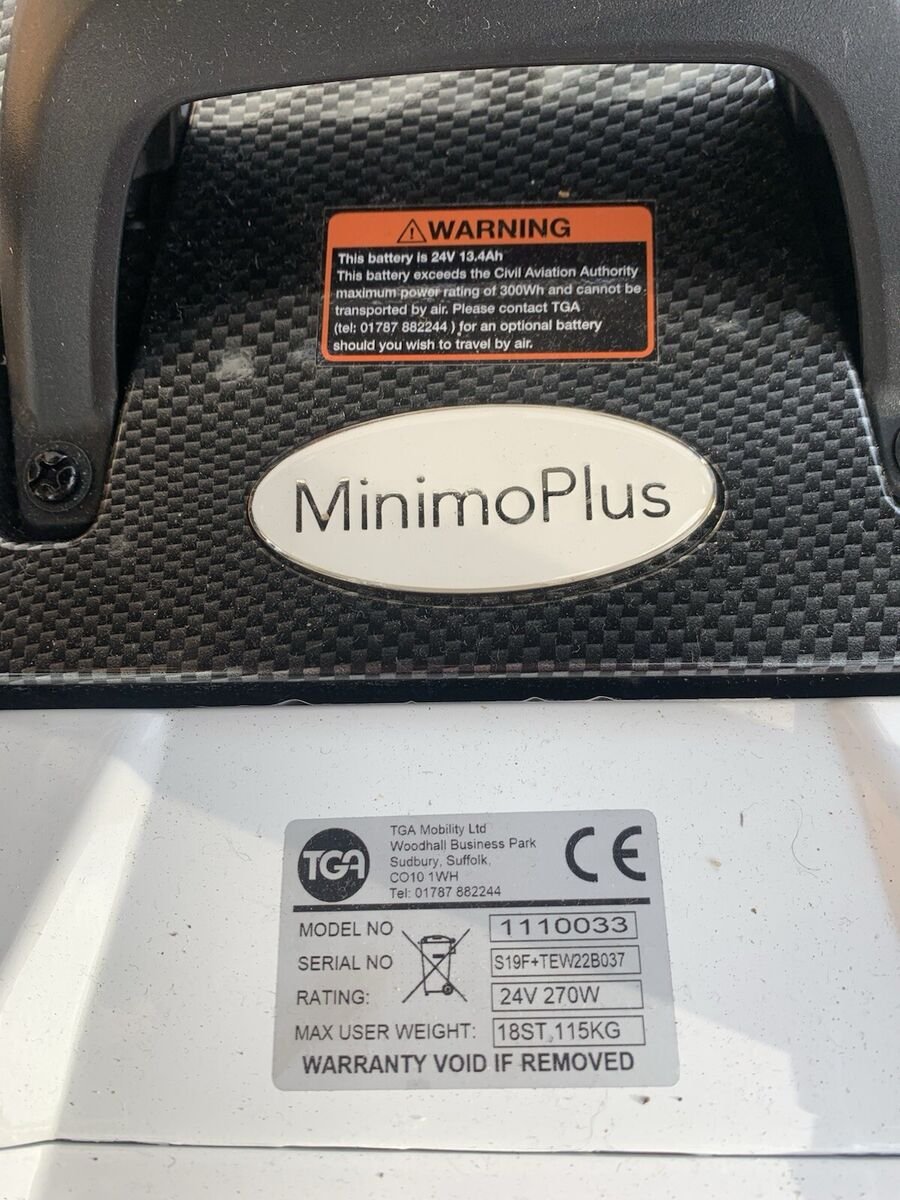 WARNING
This battery is 24V 13.4Ah
This battery exceeds the Civil Aviation Authority
maximum power rating of 300Wh and cannot be
transported by air. Please contact TGA
(tel: 01787 882244 ) for an optional battery
should you wish to travel by air.
MinimoPlus
TGA
TGA Mobility Ltd
Woodhall Business Park
Sudbury, Suffolk,
CO10 1WH
Tel: 01787 882244
CE
MODEL NO 1110033
SERIAL NO S19F+TEW22B037
RATING: 24V 270W
MAX USER WEIGHT: 18ST,115KG
WARRANTY VOID IF REMOVED